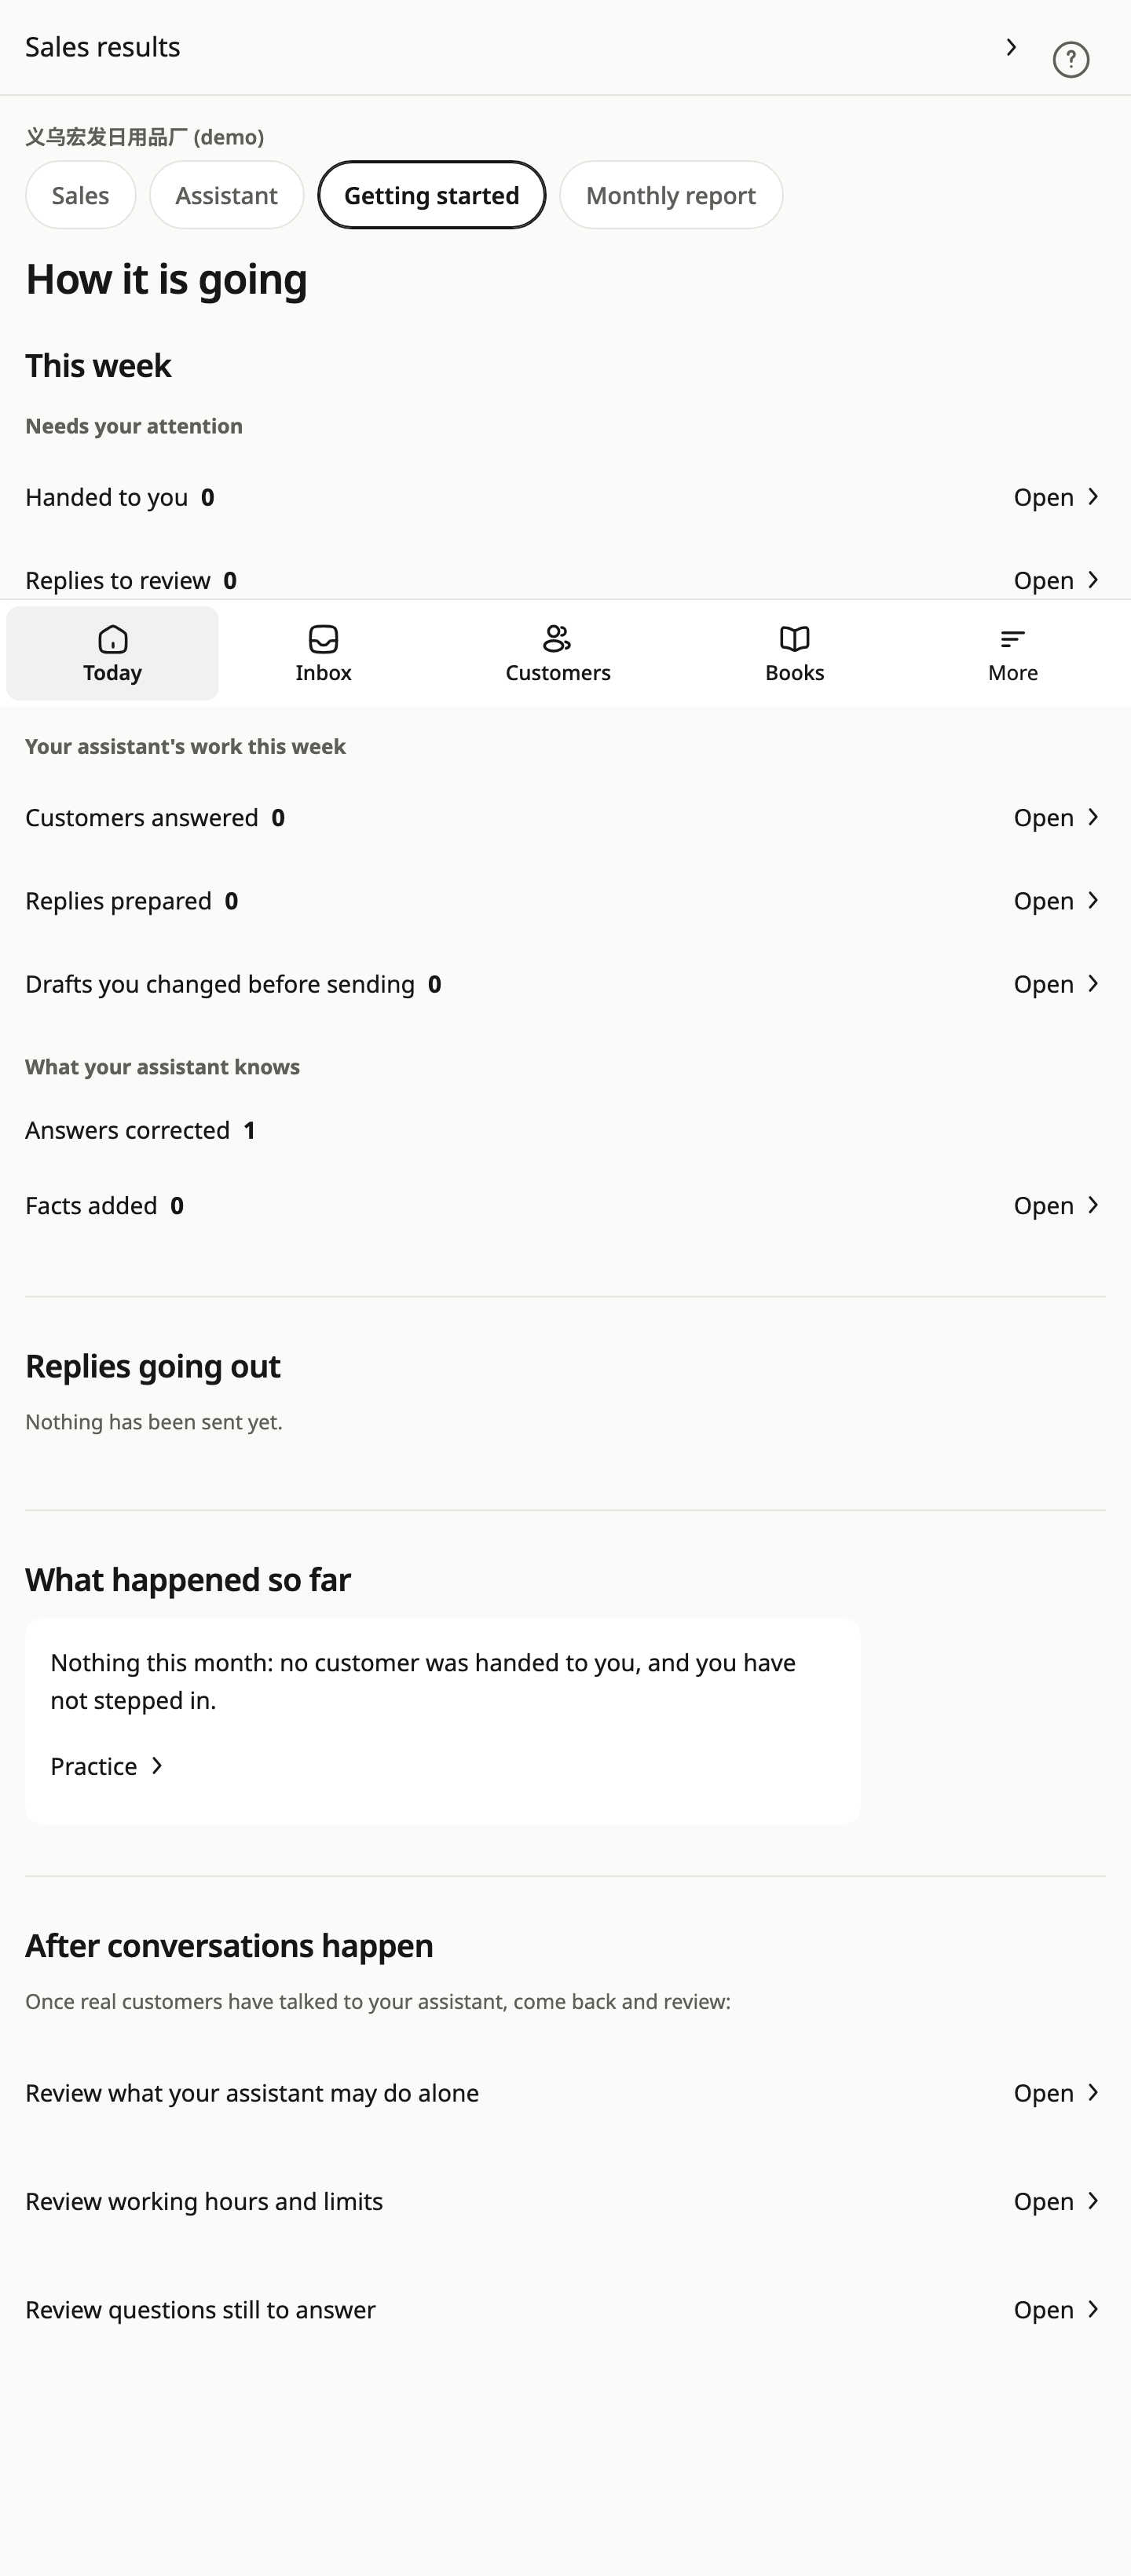 Sales results
义乌宏发日用品厂 (demo)
Sales
Assistant
Getting started
Monthly report
How it is going
This week
Needs your attention
Handed to you 0
Open
Replies to review 0
Open
Today
Inbox
Customers
Books
More
Your assistant's work this week
Customers answered 0
Open
Replies prepared 0
Open
Drafts you changed before sending 0
Open
What your assistant knows
Answers corrected 1
Facts added 0
Open
Replies going out
Nothing has been sent yet.
What happened so far
Nothing this month: no customer was handed to you, and you have
not stepped in.
Practice
After conversations happen
Once real customers have talked to your assistant, come back and review:
Review what your assistant may do alone
Open
Review working hours and limits
Open
Review questions still to answer
Open